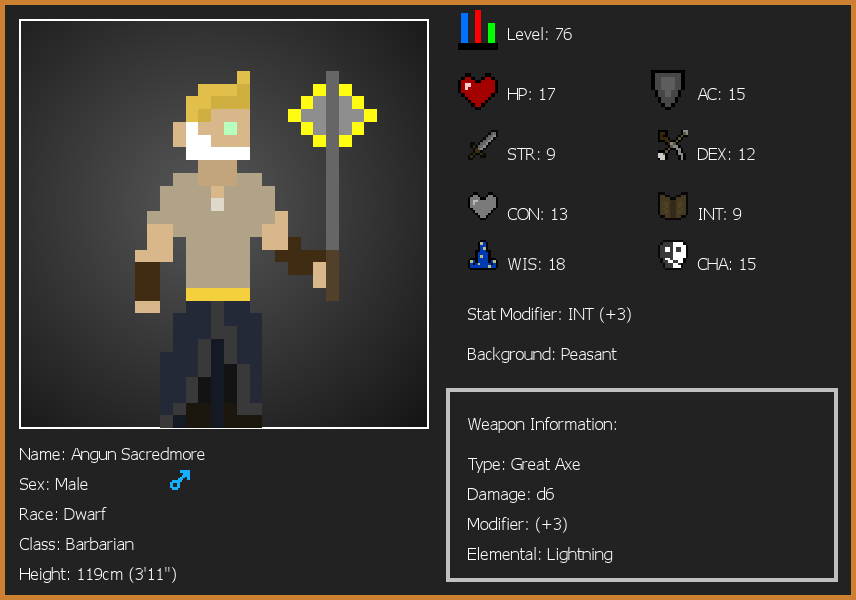 Level: 76
HP: 17
AC: 15
STR: 9
DEX: 12
CON: 13
INT: 9
WIS: 18
CHA: 15
Stat Modifier: INT (+3)
Background: Peasant
Weapon Information:
Type: Great Axe
Damage: d6
Modifier: (+3)
Elemental: Lightning
Name: Angun Sacredmore
Sex: Male
Race: Dwarf
Class: Barbarian
Height: 119cm (3'11")